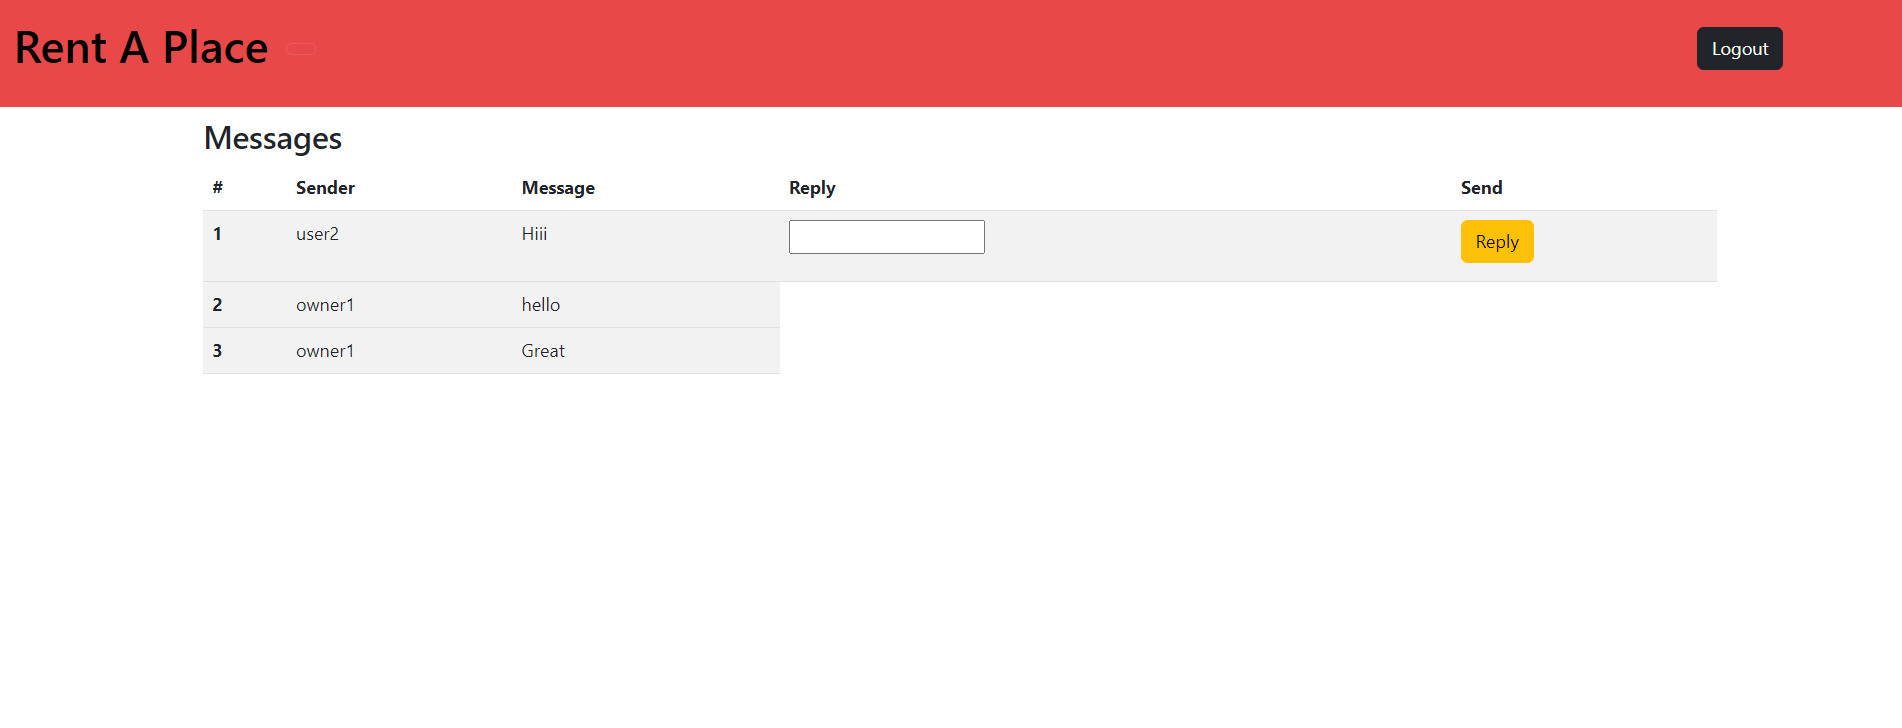 Rent A Place
Logout
Messages
# Sender Message Reply Send
1 user2 Hiii Reply
2 owner1 hello
3 owner1 Great